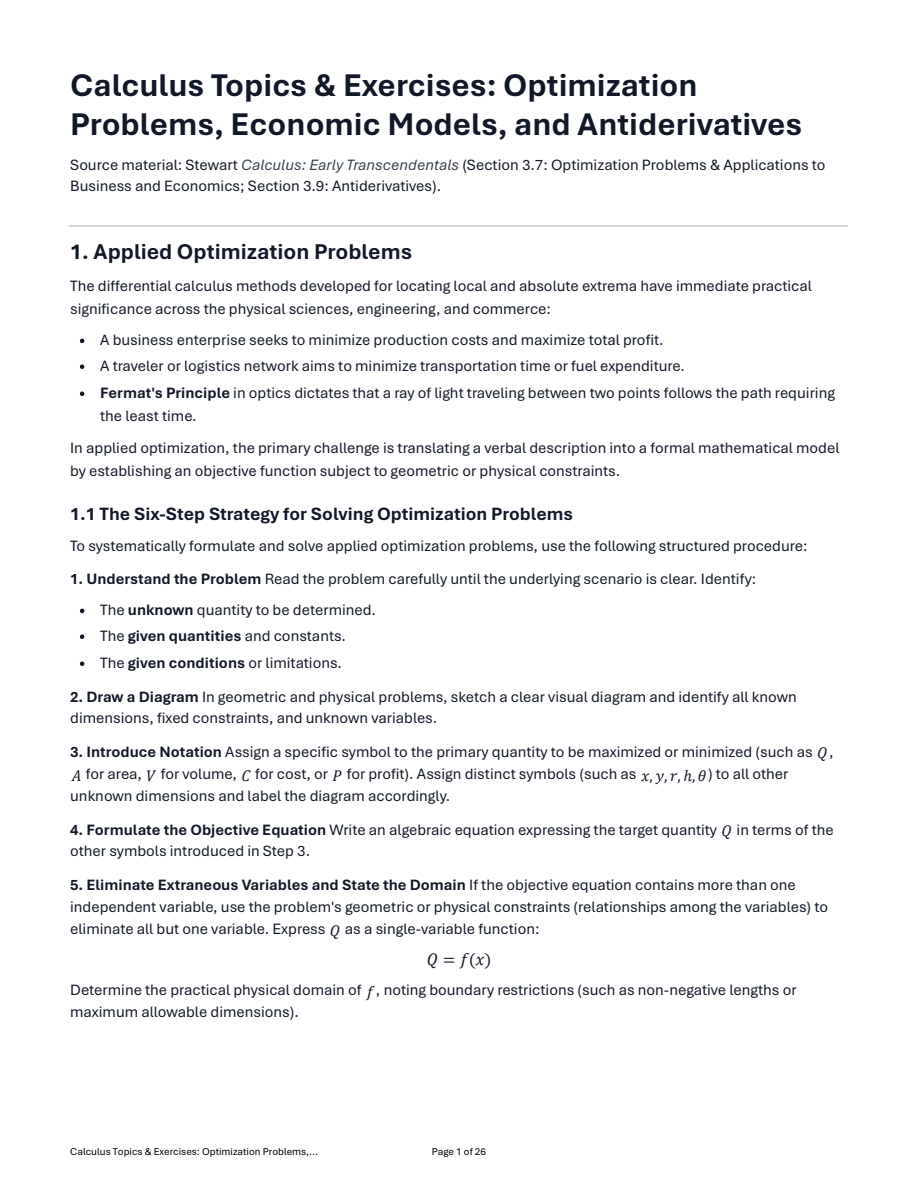 Calculus Topics & Exercises: Optimization
Problems, Economic Models, and Antiderivatives
Source material: Stewart Calculus: Early Transcendentals (Section 3.7: Optimization Problems & Applications to
Business and Economics; Section 3.9: Antiderivatives).
1. Applied Optimization Problems
The differential calculus methods developed for locating local and absolute extrema have immediate practical
significance across the physical sciences, engineering, and commerce:
• A business enterprise seeks to minimize production costs and maximize total profit.
• A traveler or logistics network aims to minimize transportation time or fuel expenditure.
• Fermat's Principle in optics dictates that a ray of light traveling between two points follows the path requiring
the least time.
In applied optimization, the primary challenge is translating a verbal description into a formal mathematical model
by establishing an objective function subject to geometric or physical constraints.
1.1 The Six-Step Strategy for Solving Optimization Problems
To systematically formulate and solve applied optimization problems, use the following structured procedure:
1. Understand the Problem Read the problem carefully until the underlying scenario is clear. Identify:
• The unknown quantity to be determined.
• The given quantities and constants.
• The given conditions or limitations.
2. Draw a Diagram In geometric and physical problems, sketch a clear visual diagram and identify all known
dimensions, fixed constraints, and unknown variables.
3. Introduce Notation Assign a specific symbol to the primary quantity to be maximized or minimized (such as Q,
A for area, V for volume, C for cost, or P for profit). Assign distinct symbols (such as x, y, r, h, θ) to all other
unknown dimensions and label the diagram accordingly.
4. Formulate the Objective Equation Write an algebraic equation expressing the target quantity Q in terms of the
other symbols introduced in Step 3.
5. Eliminate Extraneous Variables and State the Domain If the objective equation contains more than one
independent variable, use the problem's geometric or physical constraints (relationships among the variables) to
eliminate all but one variable. Express Q as a single-variable function:
Q = f(x)
Determine the practical physical domain of f, noting boundary restrictions (such as non-negative lengths or
maximum allowable dimensions).
Calculus Topics & Exercises: Optimization Problems,... Page 1 of 26